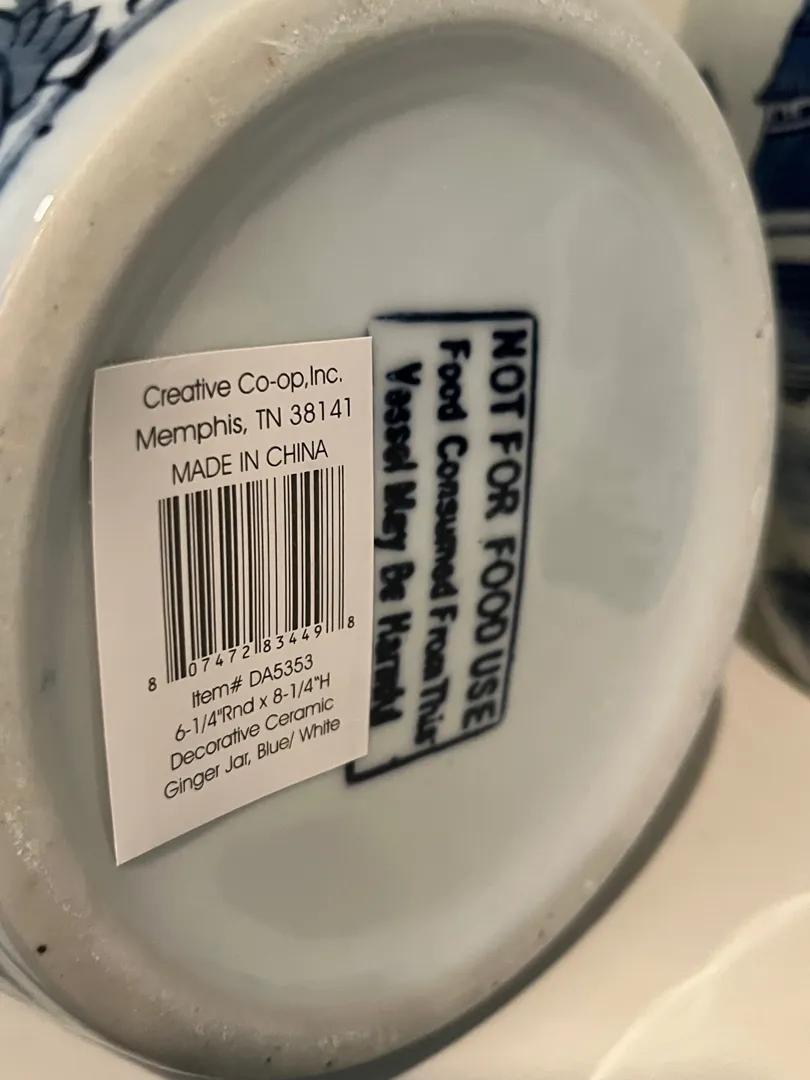 Creative Co-op,Inc.
Memphis, TN 38141
MADE IN CHINA
8 07472 83449 8
Item# DA5353
6-1/4"Rnd x 8-1/4"H
Decorative Ceramic
Ginger Jar, Blue/ White
NOT FOR FOOD USE
Food Consumed From This
Vessel May Be Harmful